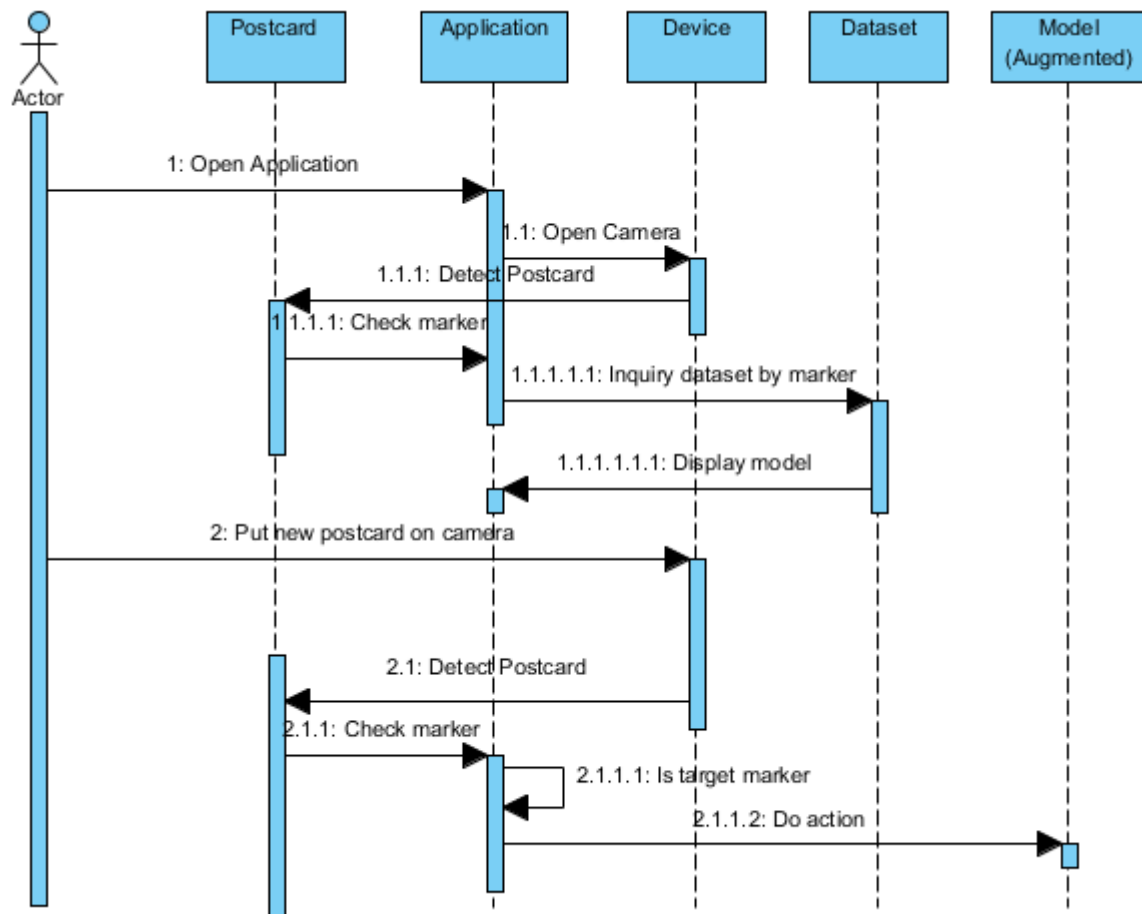 Postcard
Application
Device
Dataset
Model
(Augmented)
Actor
1: Open Application
1.1: Open Camera
1.1.1: Detect Postcard
1.1.1.1: Check marker
1.1.1.1.1: Inquiry dataset by marker
1.1.1.1.1.1: Display model
2: Put new postcard on camera
2.1: Detect Postcard
2.1.1: Check marker
2.1.1.1: Is target marker
2.1.1.2: Do action